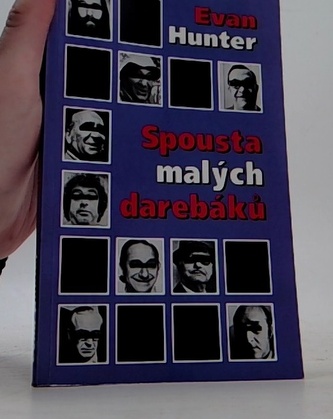 Evan
Hunter
Spousta
malých
darebáků